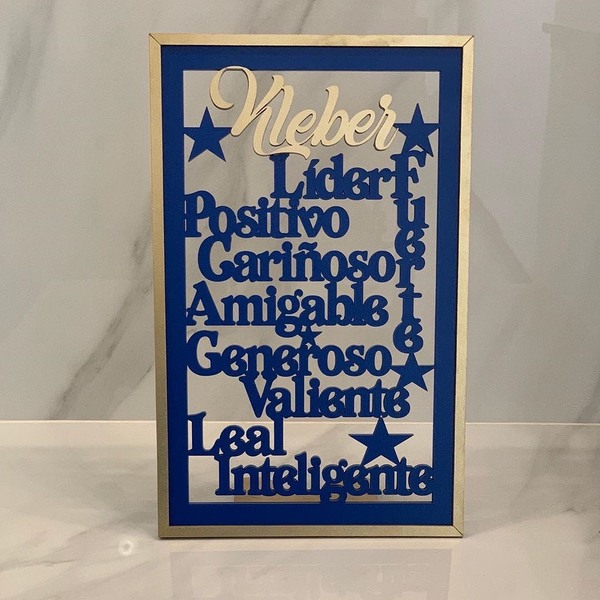 Kleber
Líder
Fuerte
Positivo
Cariñoso
Amigable
Generoso
Valiente
Leal
Inteligente